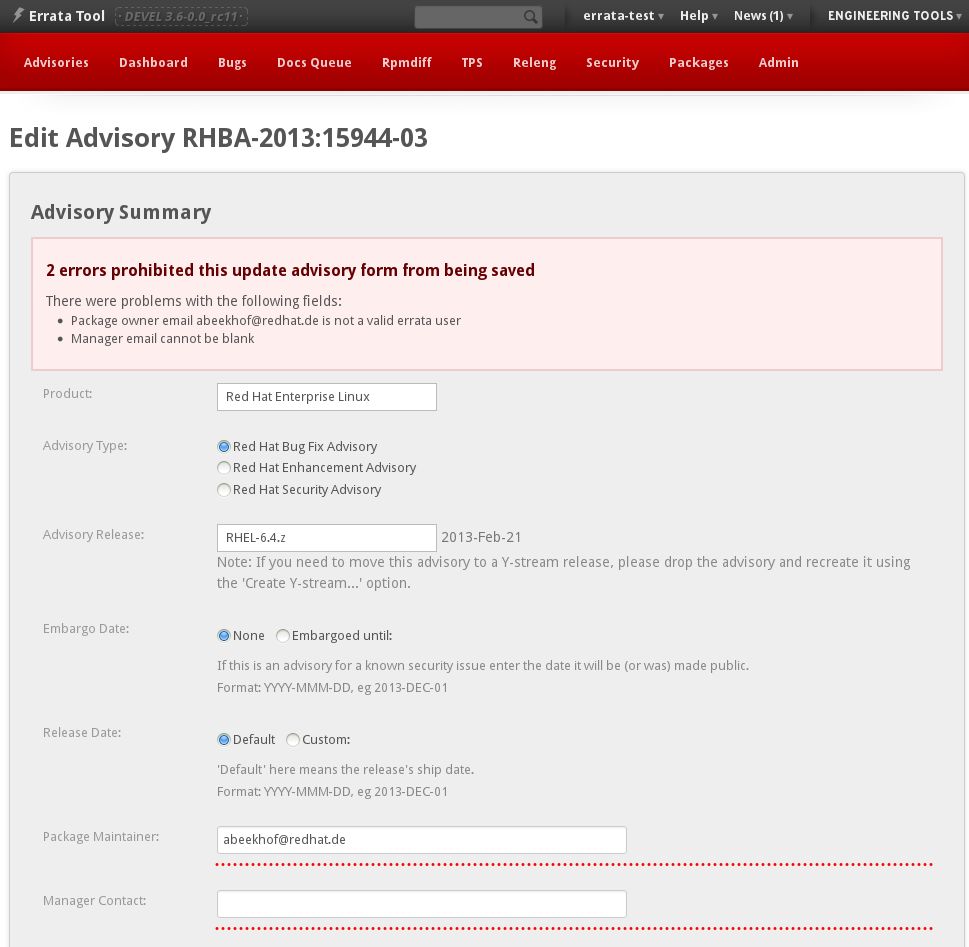 Errata Tool · DEVEL 3.6-0.0_rc11 · errata-test ▾ Help ▾ News (1) ▾ ENGINEERING TOOLS ▾
Advisories Dashboard Bugs Docs Queue Rpmdiff TPS Releng Security Packages Admin
Edit Advisory RHBA-2013:15944-03
Advisory Summary
2 errors prohibited this update advisory form from being saved
There were problems with the following fields:
• Package owner email abeekhof@redhat.de is not a valid errata user
• Manager email cannot be blank
Product: Red Hat Enterprise Linux
Advisory Type: Red Hat Bug Fix Advisory
Red Hat Enhancement Advisory
Red Hat Security Advisory
Advisory Release: RHEL-6.4.z 2013-Feb-21
Note: If you need to move this advisory to a Y-stream release, please drop the advisory and recreate it using
the 'Create Y-stream...' option.
Embargo Date: None Embargoed until:
If this is an advisory for a known security issue enter the date it will be (or was) made public.
Format: YYYY-MMM-DD, eg 2013-DEC-01
Release Date: Default Custom:
'Default' here means the release's ship date.
Format: YYYY-MMM-DD, eg 2013-DEC-01
Package Maintainer: abeekhof@redhat.de
Manager Contact: